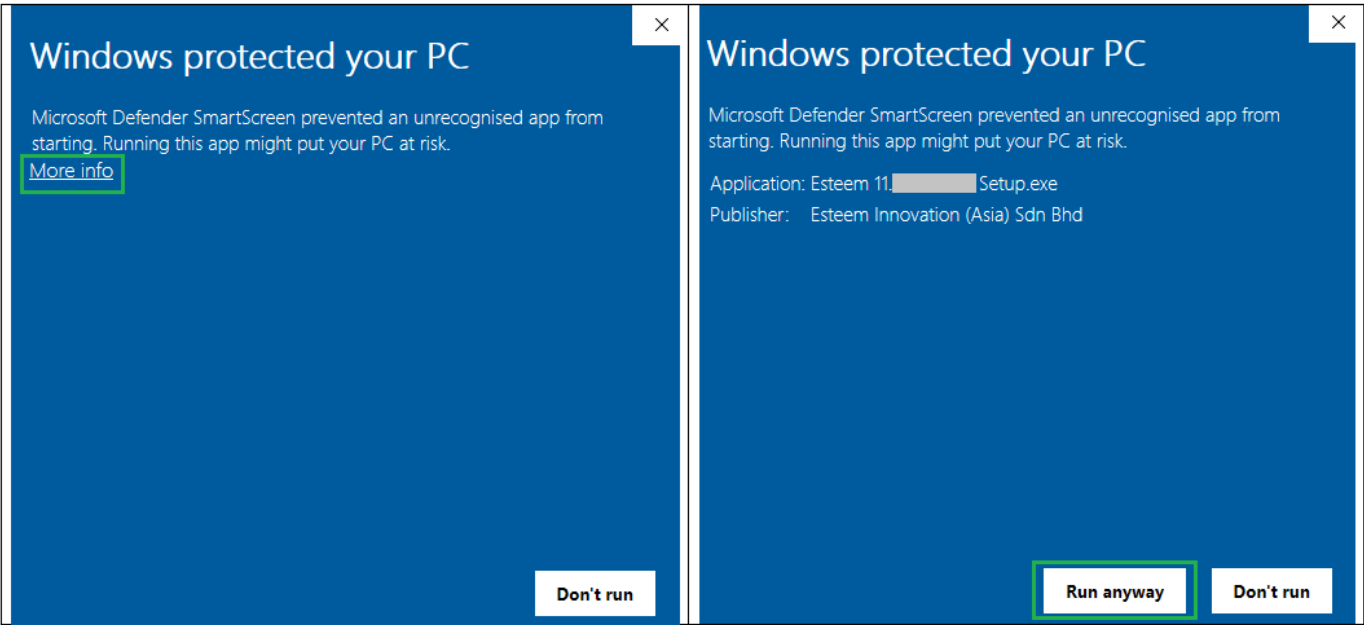 Windows protected your PC
Microsoft Defender SmartScreen prevented an unrecognised app from
starting. Running this app might put your PC at risk.
More info
Don't run
Windows protected your PC
Microsoft Defender SmartScreen prevented an unrecognised app from
starting. Running this app might put your PC at risk.
Application: Esteem 11. Setup.exe
Publisher: Esteem Innovation (Asia) Sdn Bhd
Run anyway
Don't run